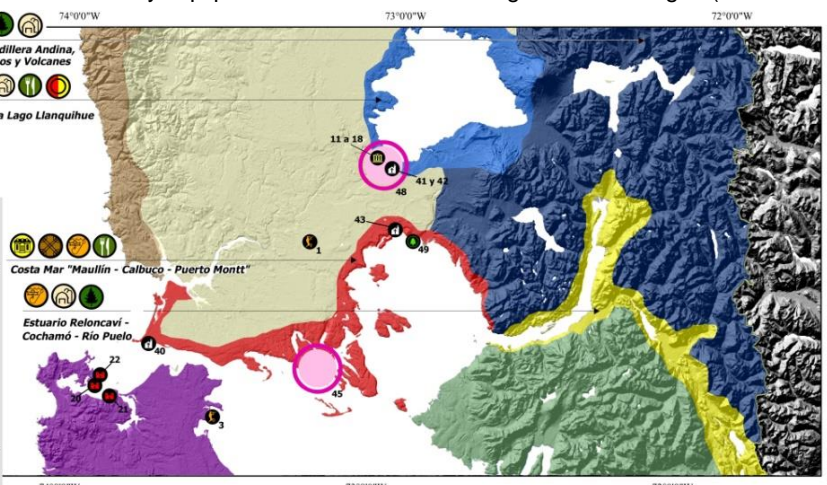 74°0'0"W
73°0'0"W
72°0'0"W
dillera Andina,
os y Volcanes
a Lago Llanquihue
11 a 18
41 y 42
48
43
49
1
Costa Mar "Maullín - Calbuco - Puerto Montt"
Estuario Reloncaví -
Cochamó - Río Puelo
40
22
20
21
45
3